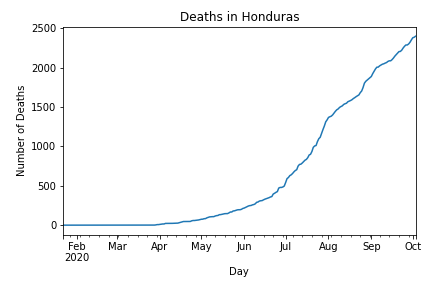 Deaths in Honduras
2500
2000
1500
1000
500
0
Number of Deaths
Feb Mar Apr May Jun Jul Aug Sep Oct
2020
Day